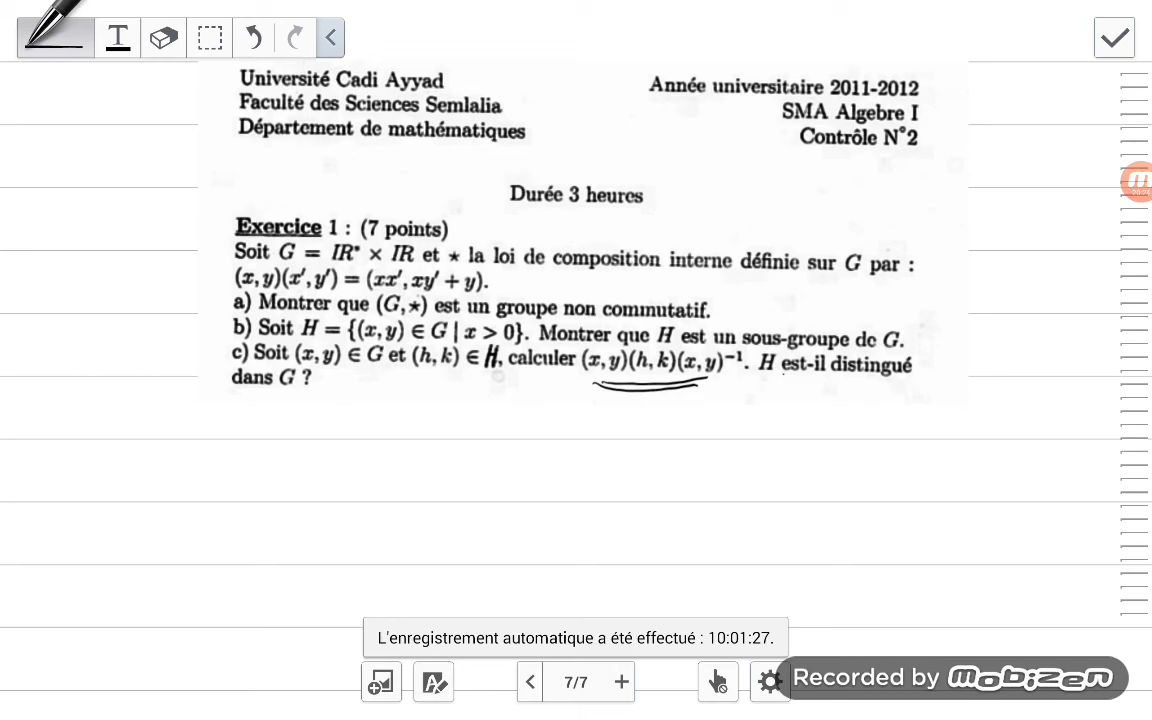 T
Université Cadi Ayyad
Faculté des Sciences Semlalia
Département de mathématiques
Année universitaire 2011-2012
SMA Algebre I
Contrôle N°2
Durée 3 heures
Exercice 1 : (7 points)
Soit G = IR* × IR et ⋆ la loi de composition interne définie sur G par :
(x, y)(x′, y′) = (xx′, xy′ + y).
a) Montrer que (G, ⋆) est un groupe non commutatif.
b) Soit H = {(x, y) ∈ G | x > 0}. Montrer que H est un sous-groupe de G.
c) Soit (x, y) ∈ G et (h, k) ∈ H, calculer (x, y)(h, k)(x, y)⁻¹. H est-il distingué
dans G ?
L'enregistrement automatique a été effectué : 10:01:27.
7/7
Recorded by mobizen